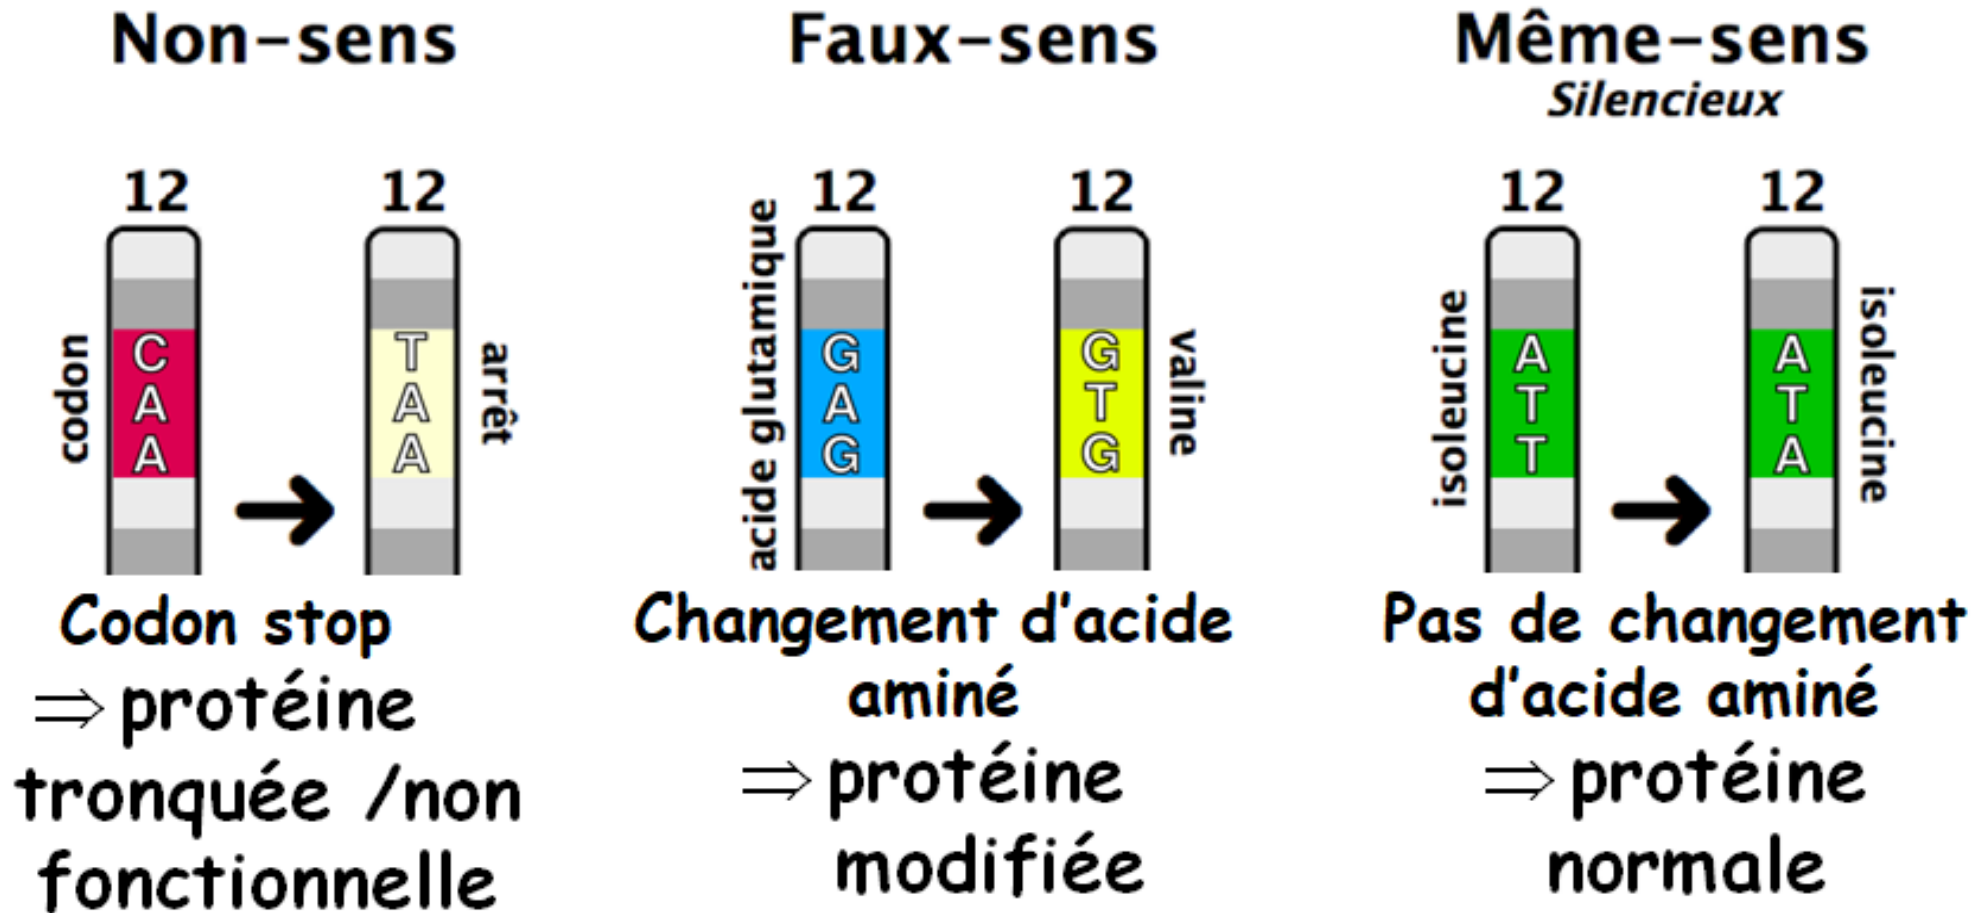 Non-sens
12
12
codon
C
A
A
T
A
A
arrêt
Codon stop
⇒ protéine
tronquée /non
fonctionnelle
Faux-sens
12
12
acide glutamique
G
A
G
G
T
G
valine
Changement d'acide
aminé
⇒ protéine
modifiée
Même-sens
Silencieux
12
12
isoleucine
A
T
T
A
T
A
isoleucine
Pas de changement
d'acide aminé
⇒ protéine
normale